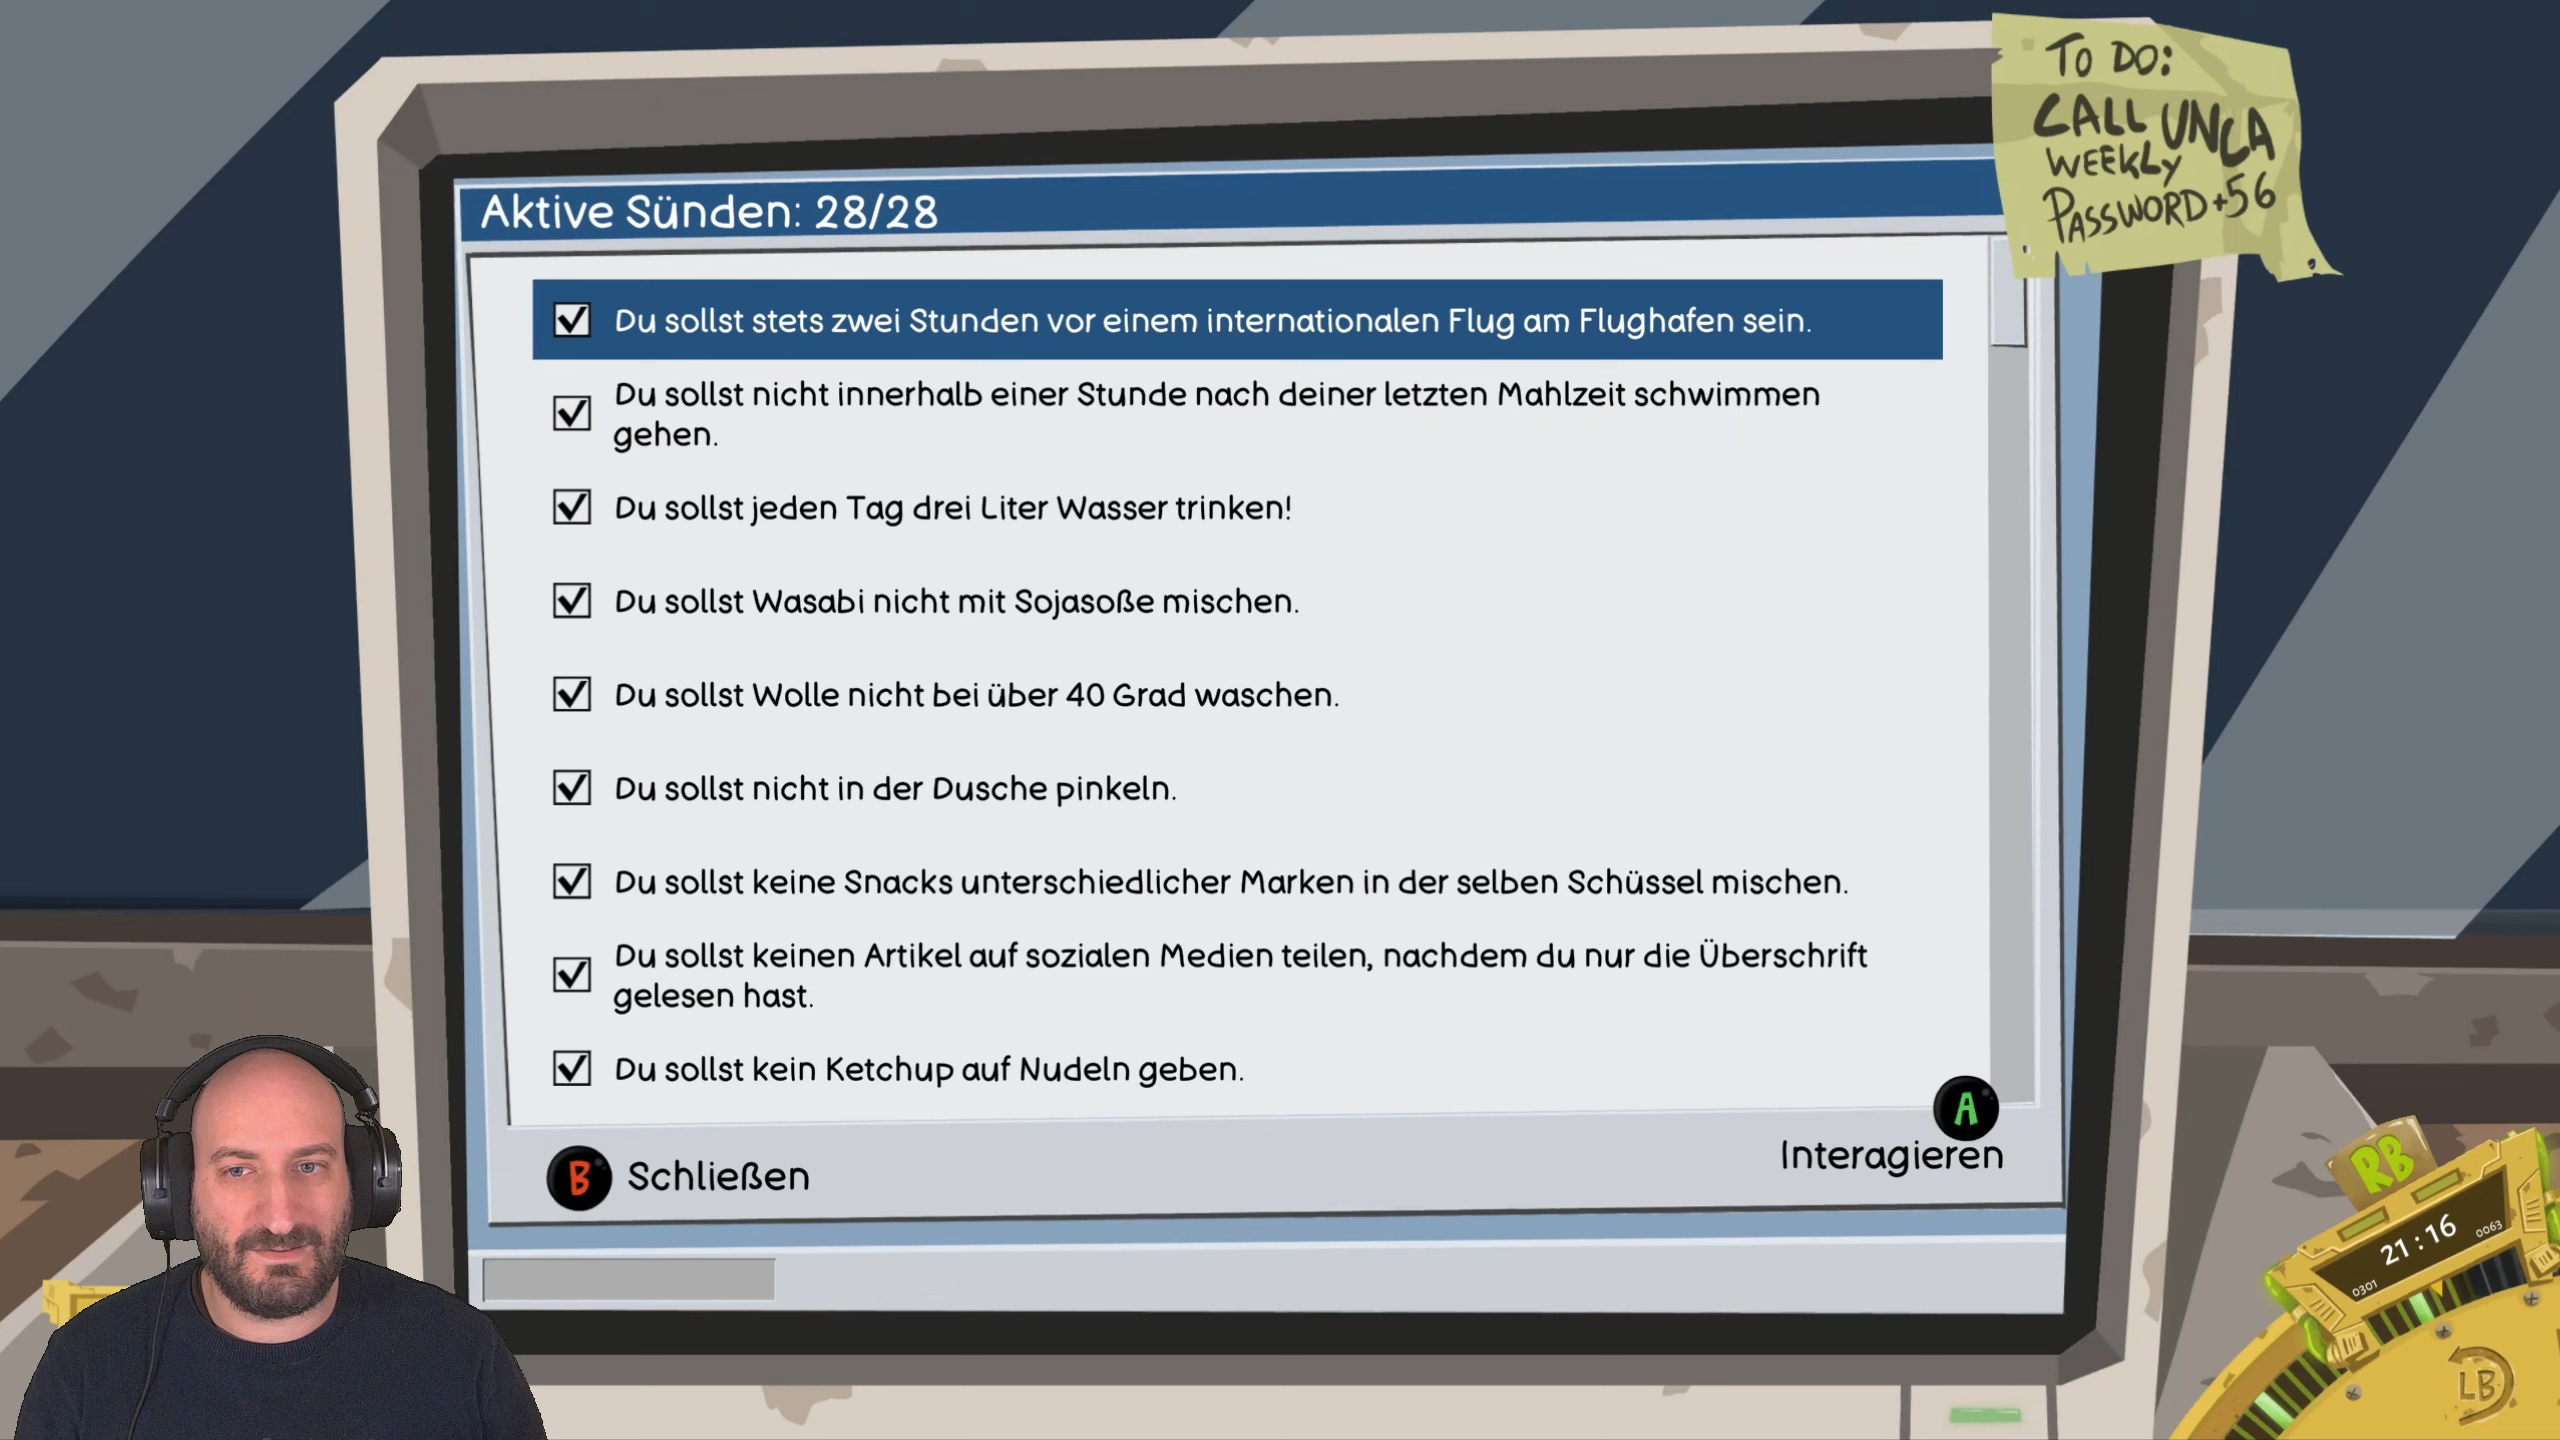 TO DO:
CALL UNCLA
WEEKLY
PASSWORD+56
Aktive Sünden: 28/28
Du sollst stets zwei Stunden vor einem internationalen Flug am Flughafen sein.
Du sollst nicht innerhalb einer Stunde nach deiner letzten Mahlzeit schwimmen
gehen.
Du sollst jeden Tag drei Liter Wasser trinken!
Du sollst Wasabi nicht mit Sojasoße mischen.
Du sollst Wolle nicht bei über 40 Grad waschen.
Du sollst nicht in der Dusche pinkeln.
Du sollst keine Snacks unterschiedlicher Marken in der selben Schüssel mischen.
Du sollst keinen Artikel auf sozialen Medien teilen, nachdem du nur die Überschrift
gelesen hast.
Du sollst kein Ketchup auf Nudeln geben.
A
Interagieren
B Schließen
RB
21:16
0063
0301
LB